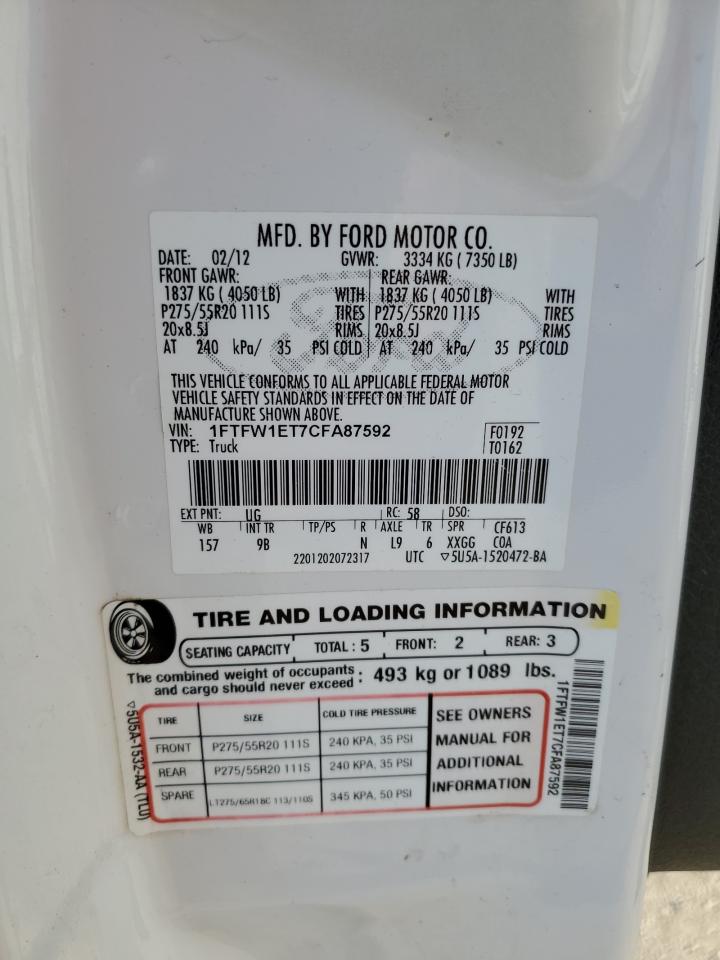 MFD. BY FORD MOTOR CO.
DATE: 02/12 GVWR: 3334 KG ( 7350 LB)
FRONT GAWR: REAR GAWR:
1837 KG ( 4050 LB) WITH 1837 KG ( 4050 LB) WITH
P275/55R20 111S TIRES P275/55R20 111S TIRES
20x8.5J RIMS 20x8.5J RIMS
AT 240 kPa/ 35 PSI COLD AT 240 kPa/ 35 PSI COLD
THIS VEHICLE CONFORMS TO ALL APPLICABLE FEDERAL MOTOR
VEHICLE SAFETY STANDARDS IN EFFECT ON THE DATE OF
MANUFACTURE SHOWN ABOVE.
VIN: 1FTFW1ET7CFA87592 F0192
TYPE: Truck T0162
EXT PNT: UG RC: 58 DSO:
WB INT TR TP/PS R AXLE TR SPR CF613
157 9B N L9 6 XXGG COA
2201202072317 UTC ▽5U5A-1520472-BA
TIRE AND LOADING INFORMATION
SEATING CAPACITY TOTAL : 5 FRONT: 2 REAR: 3
The combined weight of occupants
and cargo should never exceed : 493 kg or 1089 lbs.
TIRE SIZE COLD TIRE PRESSURE
FRONT P275/55R20 111S 240 KPA, 35 PSI
REAR P275/55R20 111S 240 KPA, 35 PSI
SPARE LT275/65R18C 113/110S 345 KPA, 50 PSI
SEE OWNERS
MANUAL FOR
ADDITIONAL
INFORMATION
▽5U5A-1532-AA (TLU)
1FTFW1ET7CFA87592